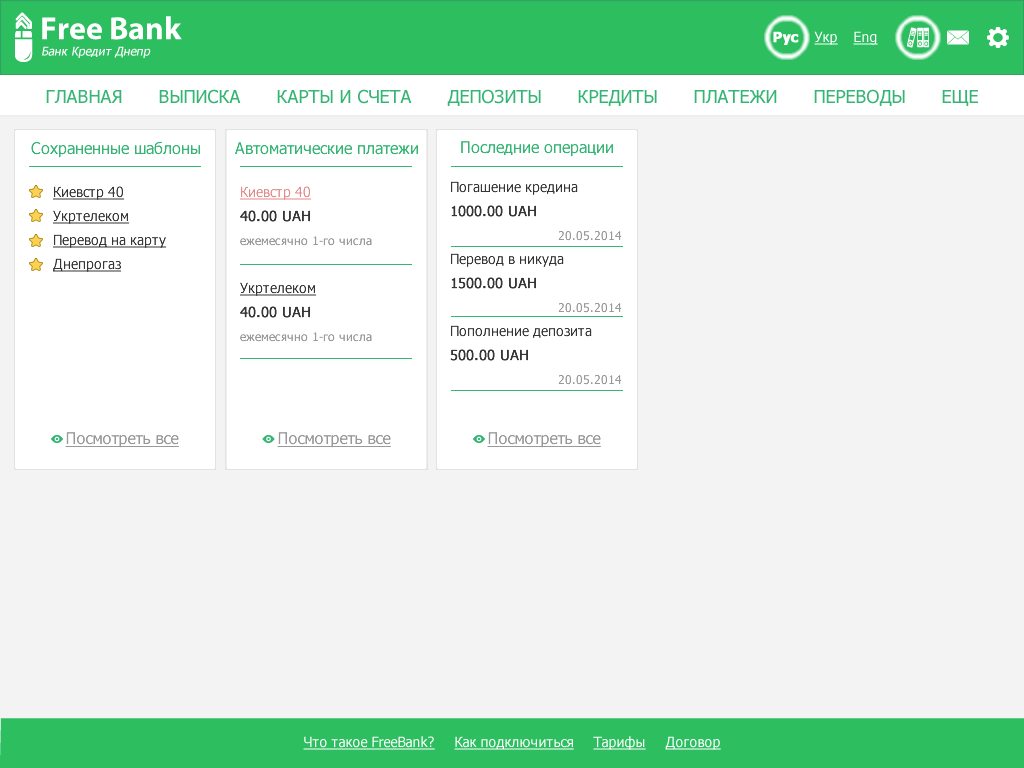 Free Bank
Банк Кредит Днепр
Рус Укр Eng
ГЛАВНАЯ ВЫПИСКА КАРТЫ И СЧЕТА ДЕПОЗИТЫ КРЕДИТЫ ПЛАТЕЖИ ПЕРЕВОДЫ ЕЩЕ
Сохраненные шаблоны
Киевстр 40
Укртелеком
Перевод на карту
Днепрогаз
Посмотреть все
Автоматические платежи
Киевстр 40
40.00 UAH
ежемесячно 1-го числа
Укртелеком
40.00 UAH
ежемесячно 1-го числа
Посмотреть все
Последние операции
Погашение кредина
1000.00 UAH
20.05.2014
Перевод в никуда
1500.00 UAH
20.05.2014
Пополнение депозита
500.00 UAH
20.05.2014
Посмотреть все
Что такое FreeBank? Как подключиться Тарифы Договор